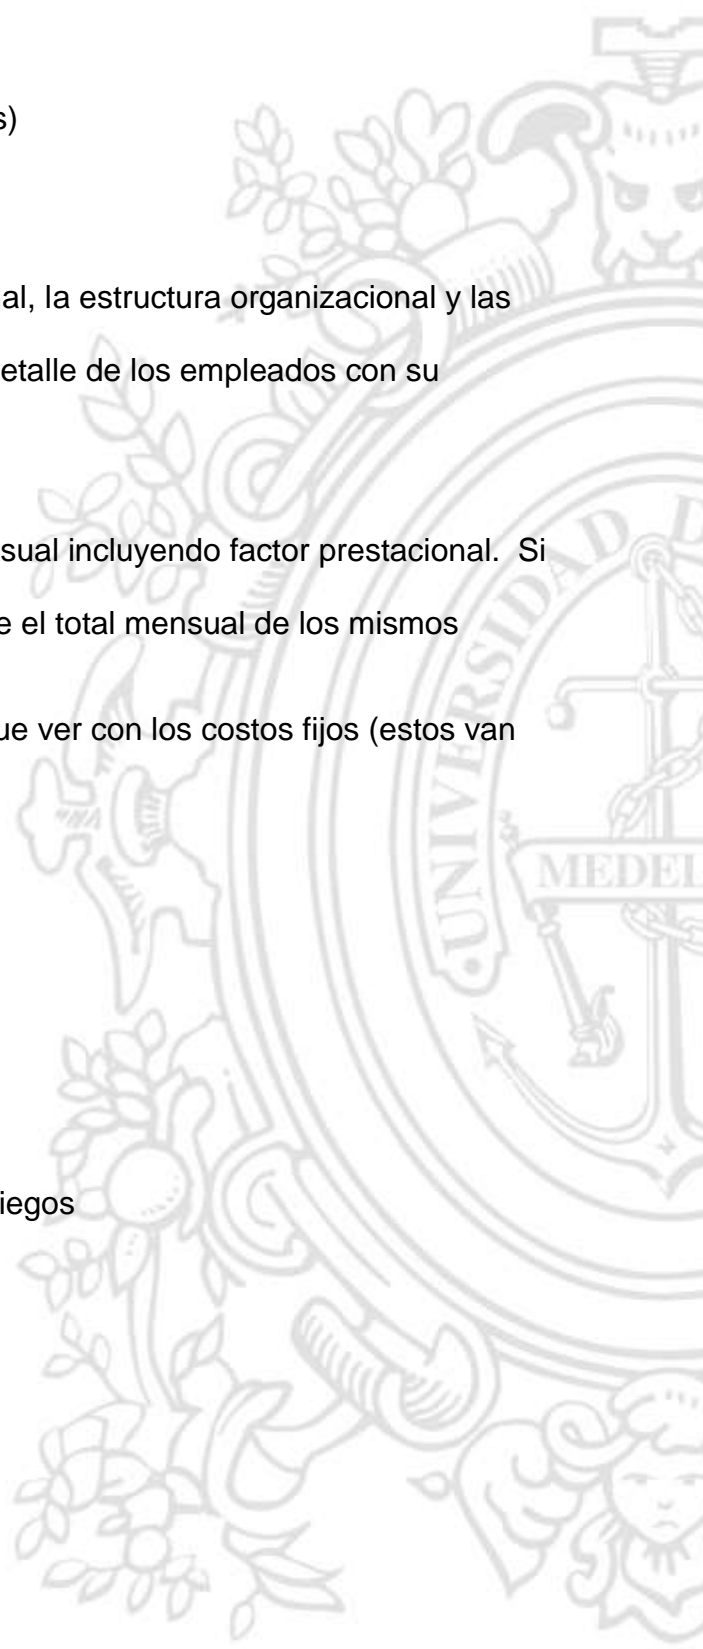 s)
al, la estructura organizacional y las
etalle de los empleados con su
sual incluyendo factor prestacional.  Si
e el total mensual de los mismos
ue ver con los costos fijos (estos van
UNIVERSIDAD D
MEDEL
iegos